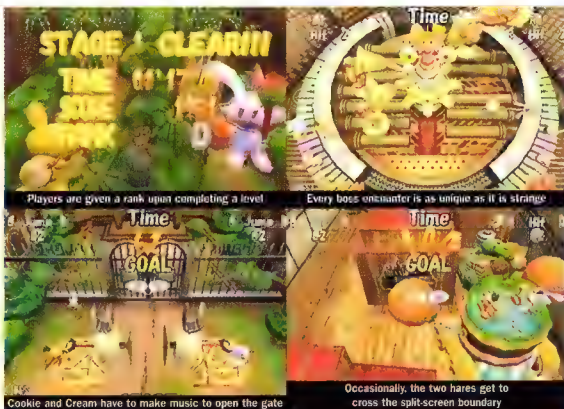 STAGE CLEAR!!!
TIME
RANK
D
Players are given a rank upon completing a level
Time
Every boss encounter is as unique as it is strange
Time
GOAL
Cookie and Cream have to make music to open the gate
Time
GOAL
Occasionally, the two hares get to
cross the split-screen boundary